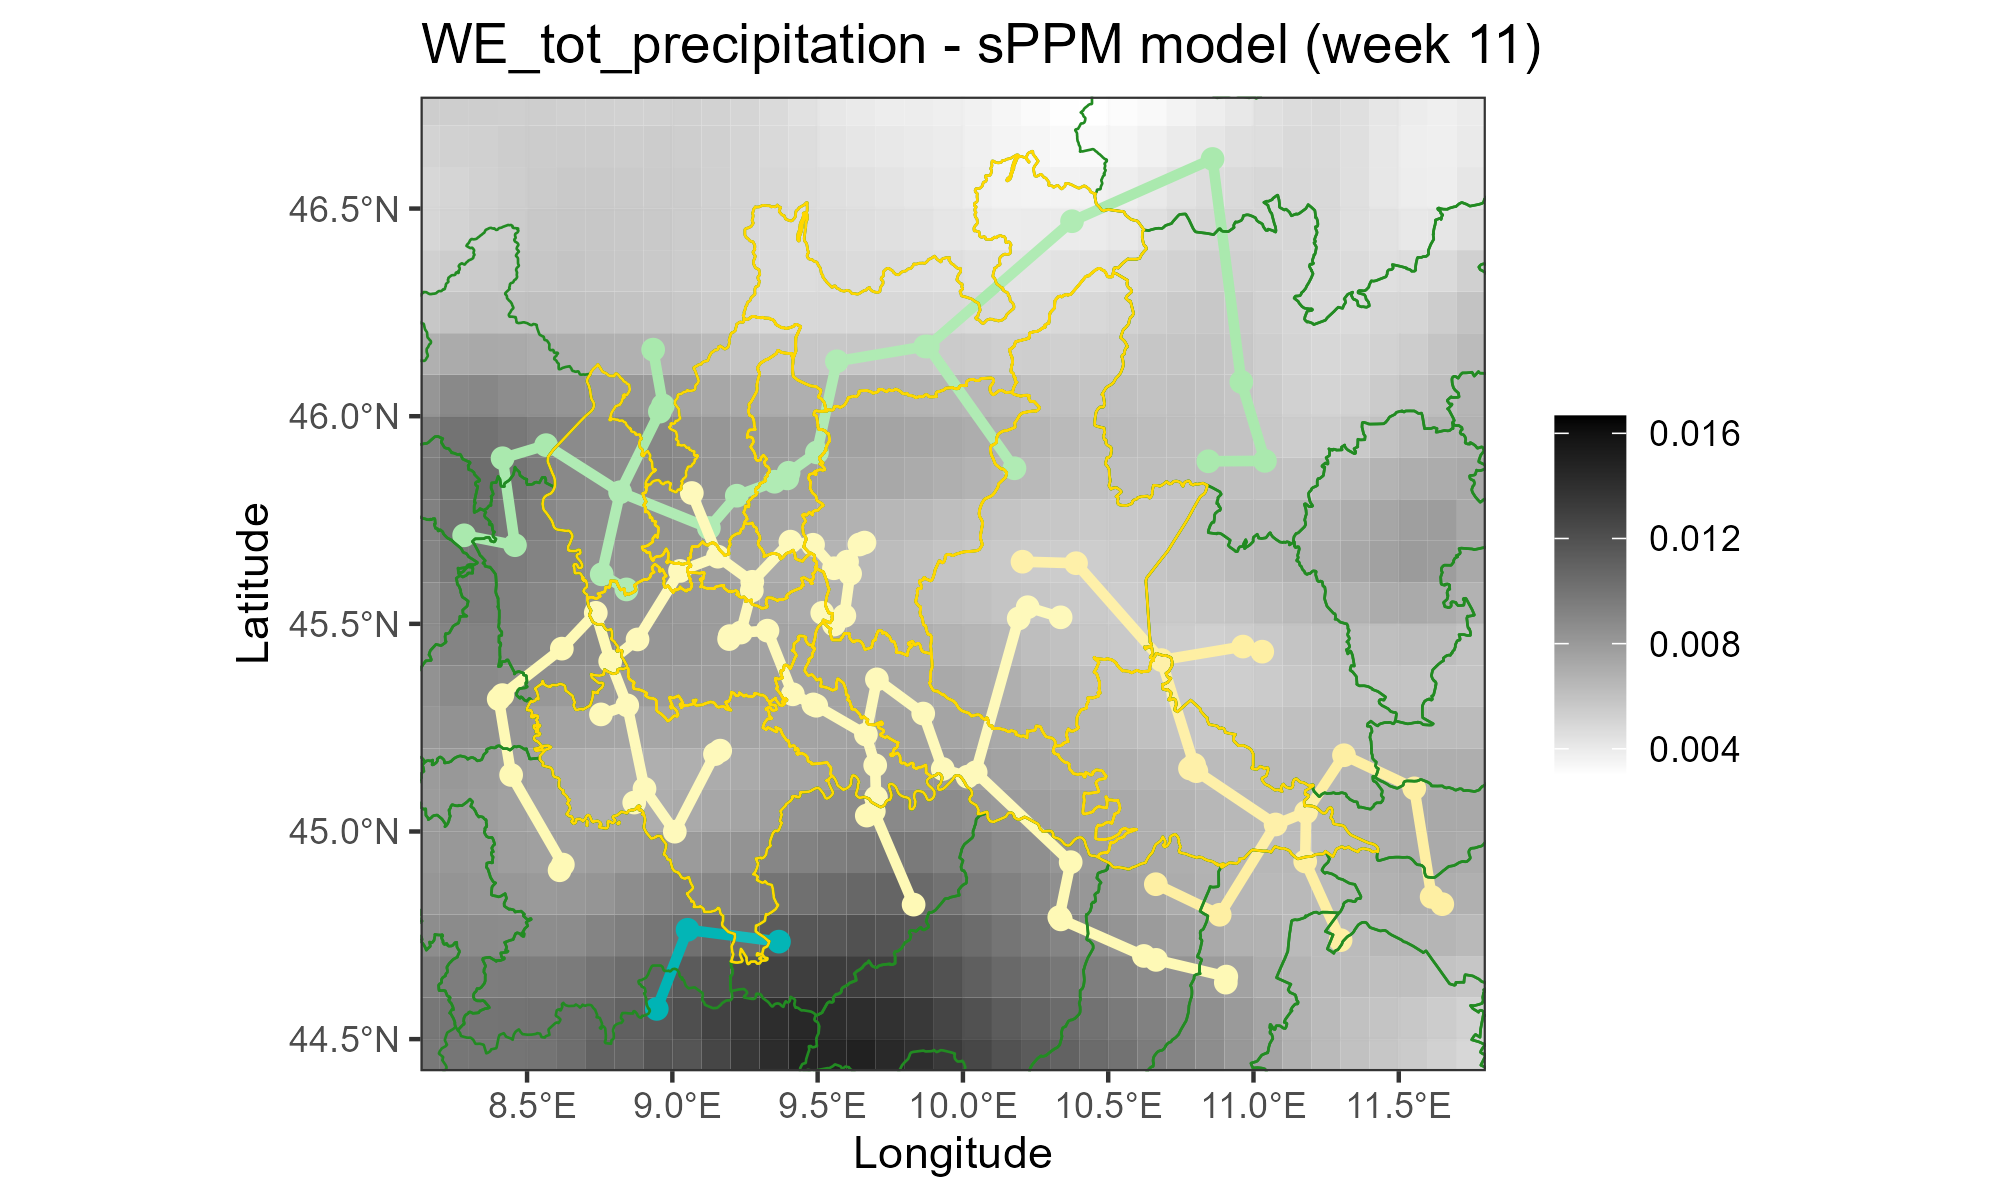 WE_tot_precipitation - sPPM model (week 11)
46.5°N
46.0°N
45.5°N
45.0°N
44.5°N
Latitude
8.5°E 9.0°E 9.5°E 10.0°E 10.5°E 11.0°E 11.5°E
Longitude
0.016
0.012
0.008
0.004